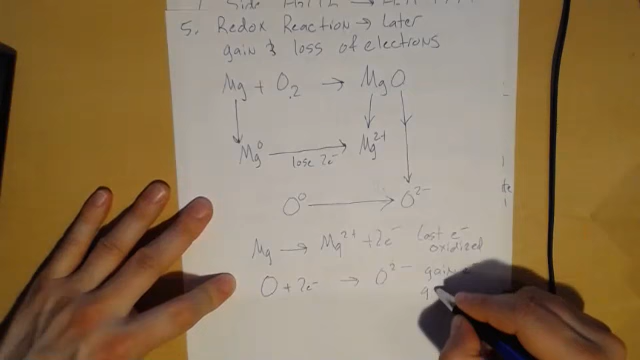 Side
5. Redox Reaction → Later
gain & loss of electrons
Mg + O₂ → MgO
Mg⁰ lose 2e⁻ → Mg²⁺
O⁰ → O²⁻
Mg → Mg²⁺ + 2e⁻ lost e⁻
oxidized
O + 2e⁻ → O²⁻ gain